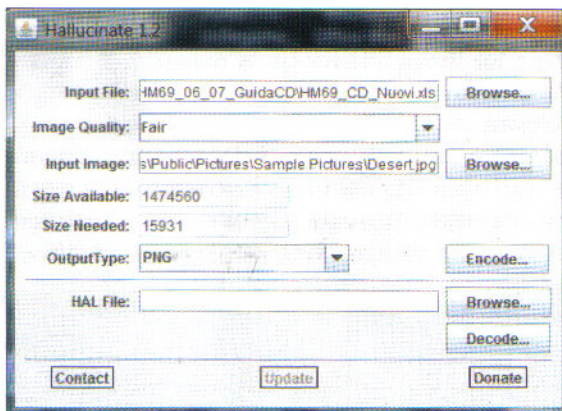 Hallucinate 1.2
Input File: HM69_06_07_GuidaCD\HM69_CD_Nuovi.xls Browse...
Image Quality: Fair
Input Image: s\Public\Pictures\Sample Pictures\Desert.jpg Browse...
Size Available: 1474560
Size Needed: 15931
OutputType: PNG Encode...
HAL File: Browse...
Decode...
Contact Update Donate